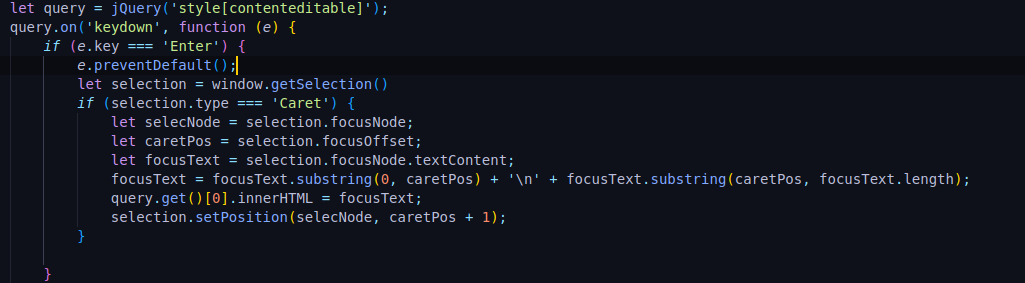 let query = jQuery('style[contenteditable]');
query.on('keydown', function (e) {
    if (e.key === 'Enter') {
        e.preventDefault();
        let selection = window.getSelection()
        if (selection.type === 'Caret') {
            let selecNode = selection.focusNode;
            let caretPos = selection.focusOffset;
            let focusText = selection.focusNode.textContent;
            focusText = focusText.substring(0, caretPos) + '\n' + focusText.substring(caretPos, focusText.length);
            query.get()[0].innerHTML = focusText;
            selection.setPosition(selecNode, caretPos + 1);
        }
    }